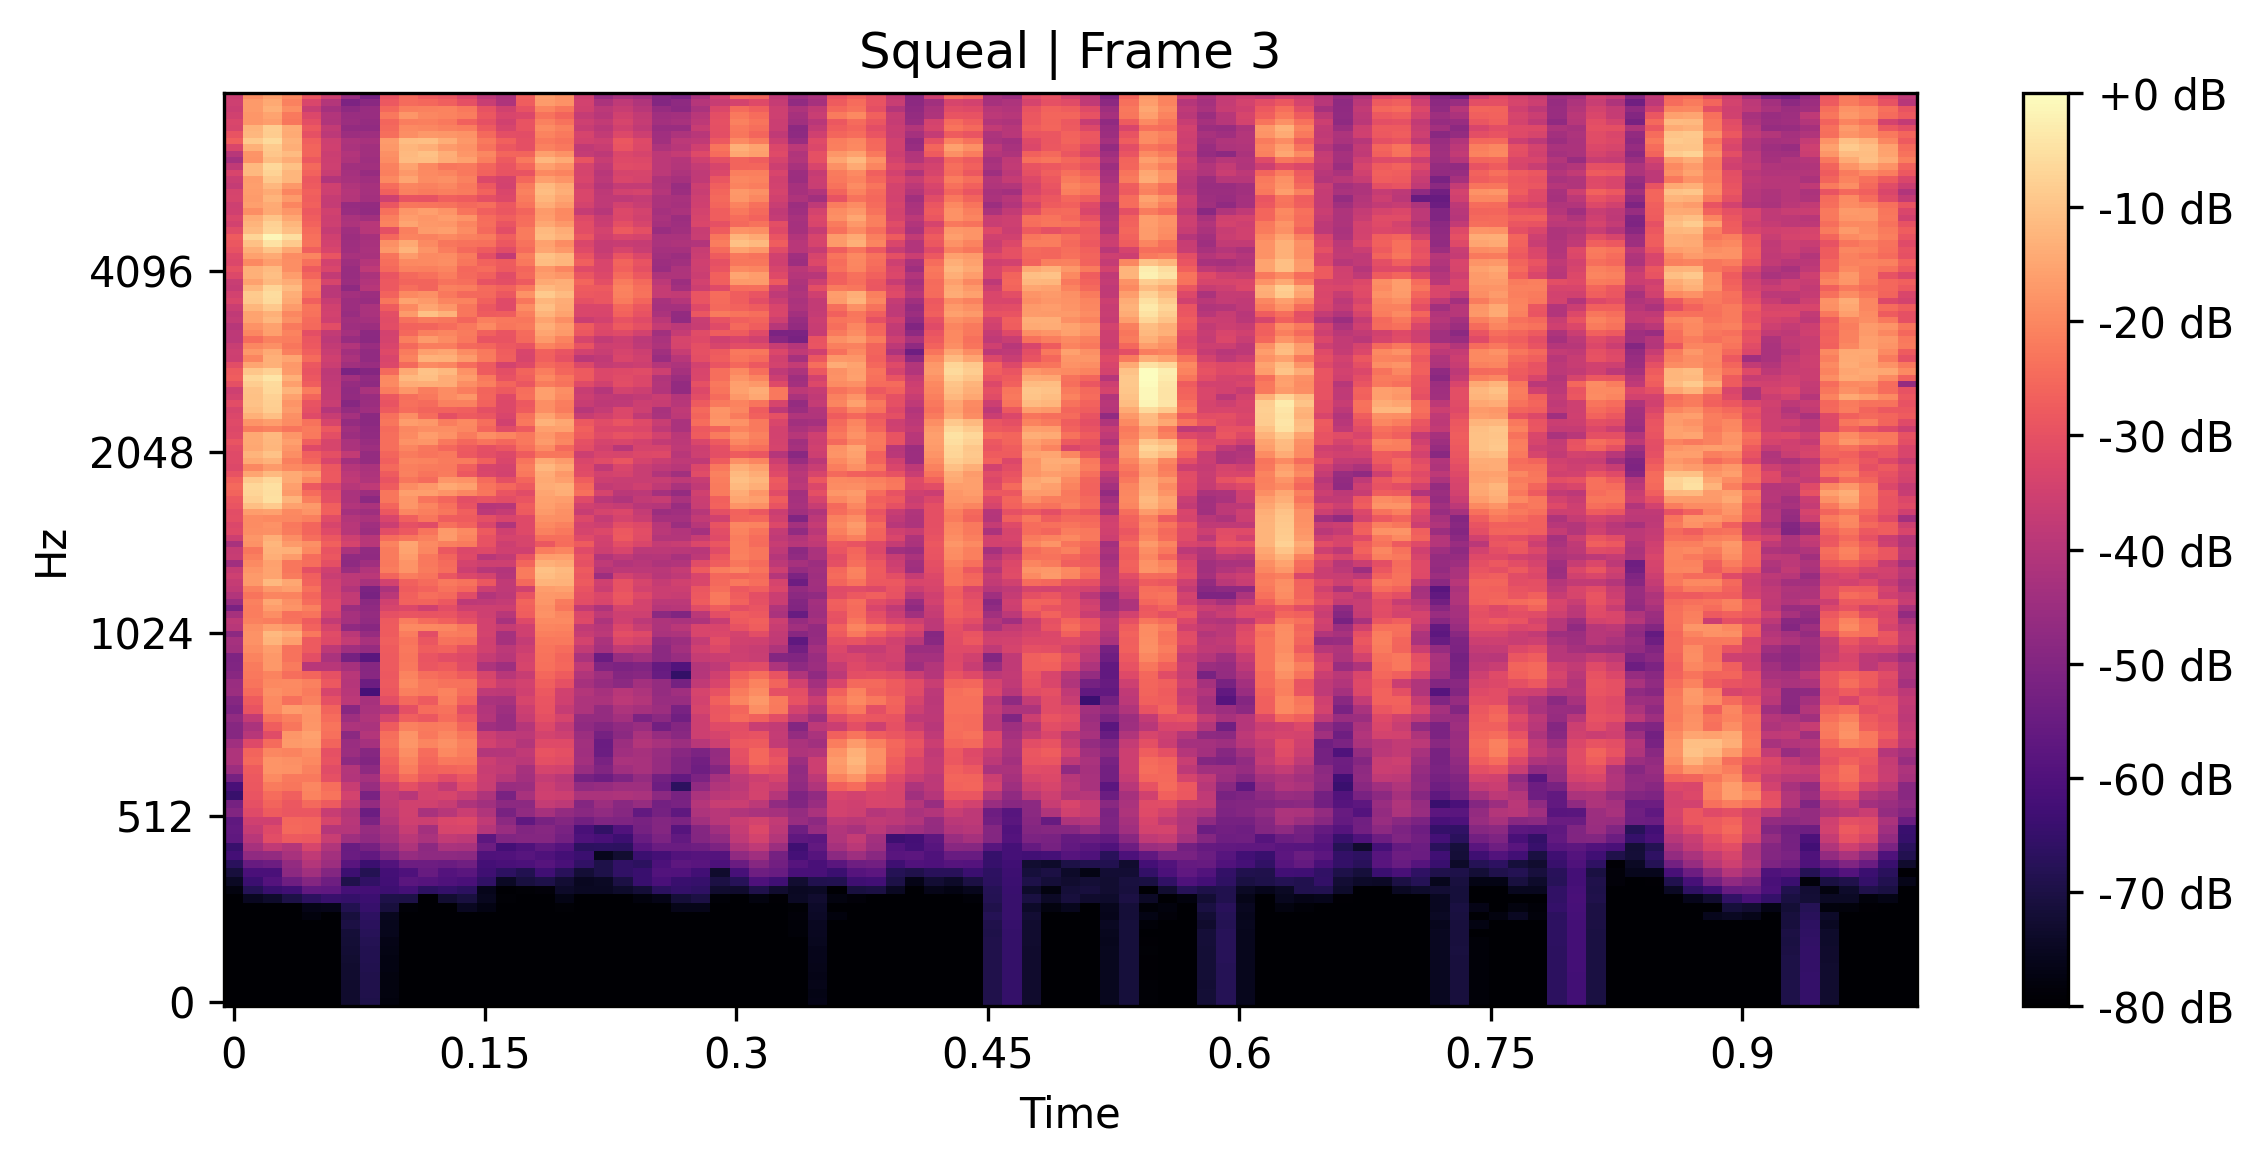 Squeal | Frame 3
+0 dB
-10 dB
-20 dB
-30 dB
-40 dB
-50 dB
-60 dB
-70 dB
-80 dB
Hz
4096
2048
1024
512
0
0 0.15 0.3 0.45 0.6 0.75 0.9
Time